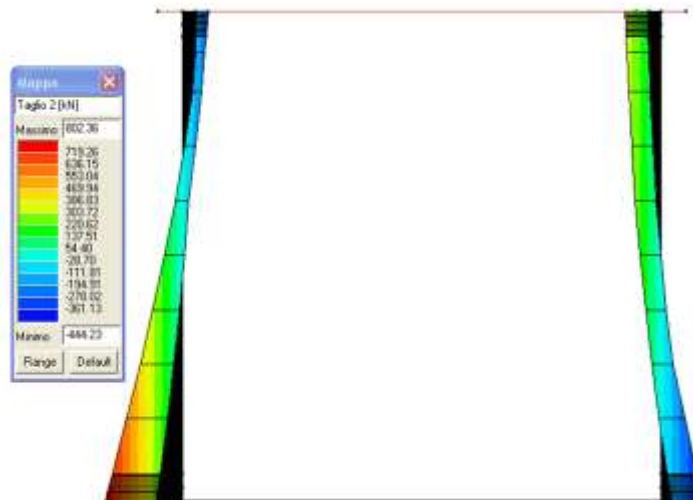 Mappa
Taglio 2 [kN]
Massimo 802.36
719.26
636.15
553.04
469.94
386.83
303.72
220.62
137.51
54.40
-28.70
-111.81
-194.91
-278.02
-361.13
Minimo -444.23
Range Default